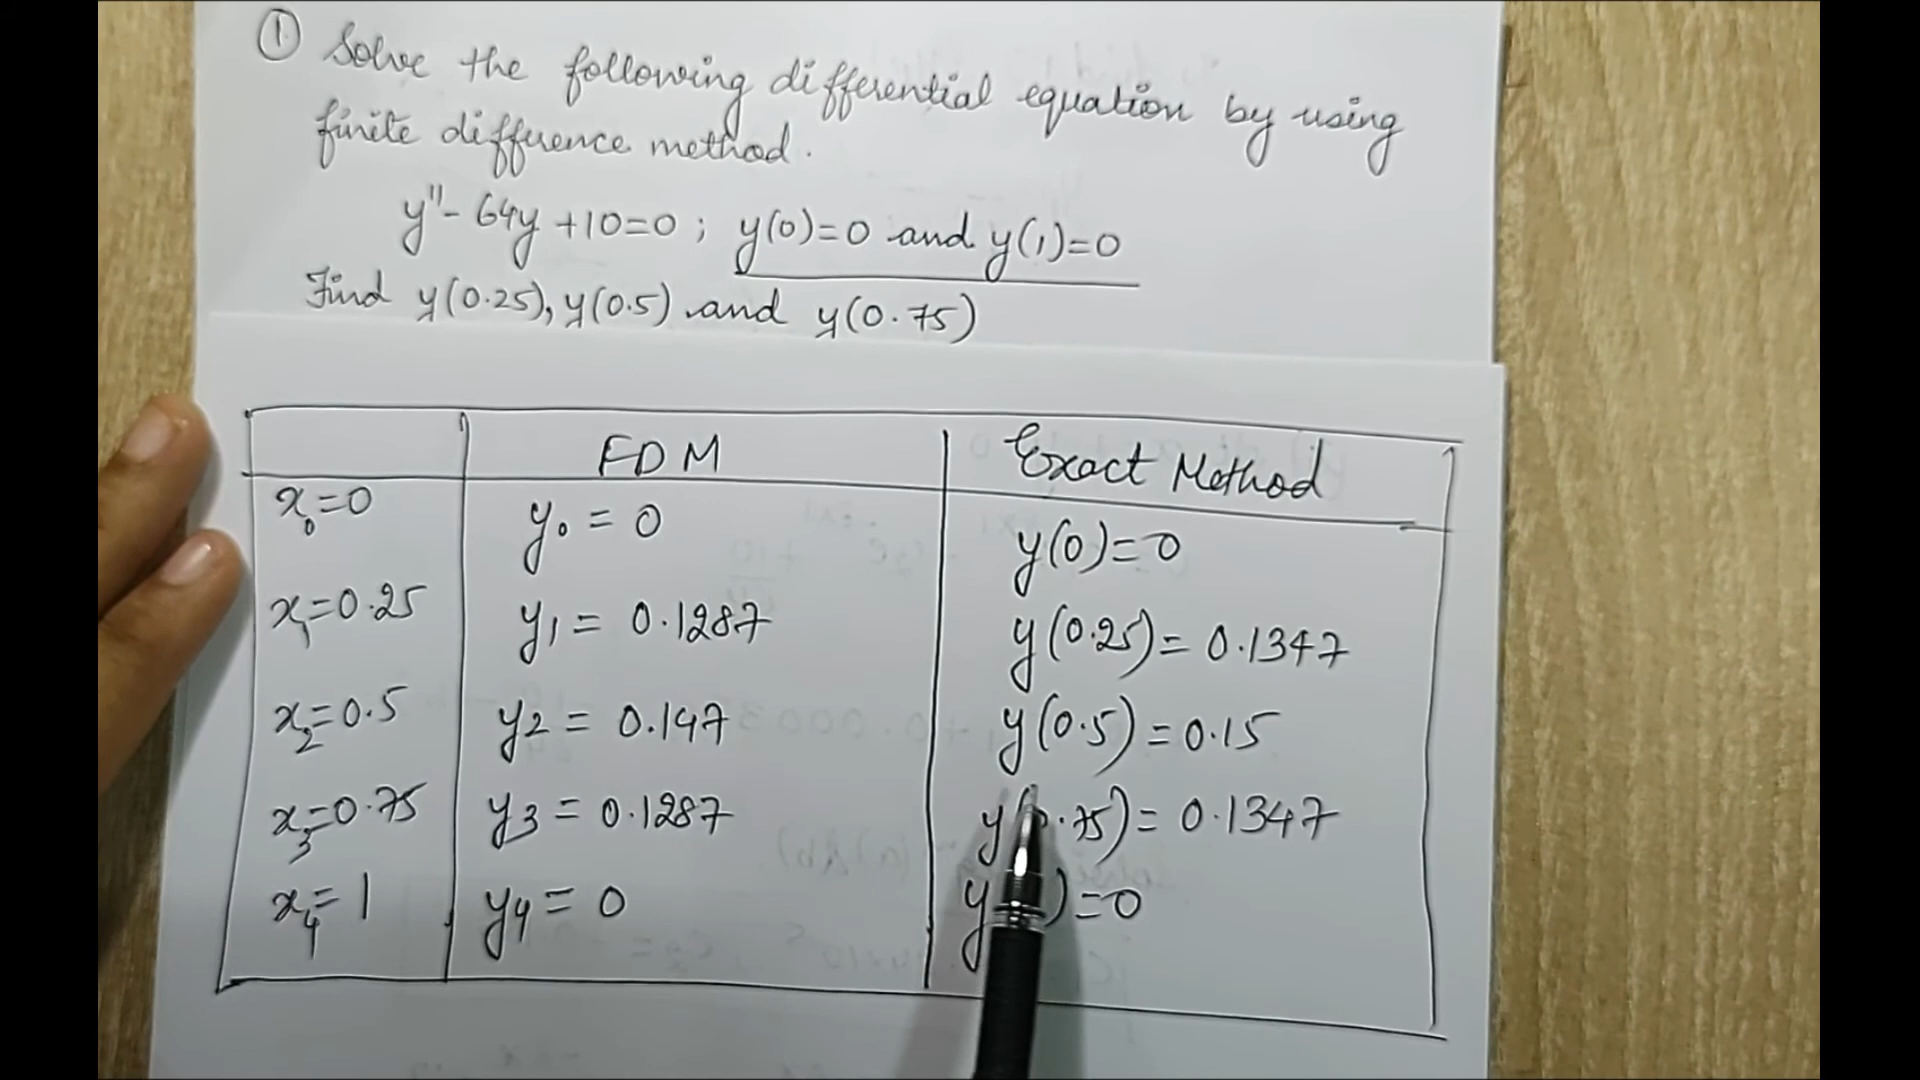 ① Solve the following differential equation by using
finite difference method.
y'' - 64y + 10 = 0 ; y(0)=0 and y(1)=0
Find y(0.25), y(0.5) and y(0.75)
FDM Exact Method
x₀=0 y₀ = 0 y(0)=0
x₁=0.25 y₁ = 0.1287 y(0.25)= 0.1347
x₂=0.5 y₂ = 0.147 y(0.5)=0.15
x₃=0.75 y₃ = 0.1287 y(0.75)= 0.1347
x₄=1 y₄ = 0 y( )=0